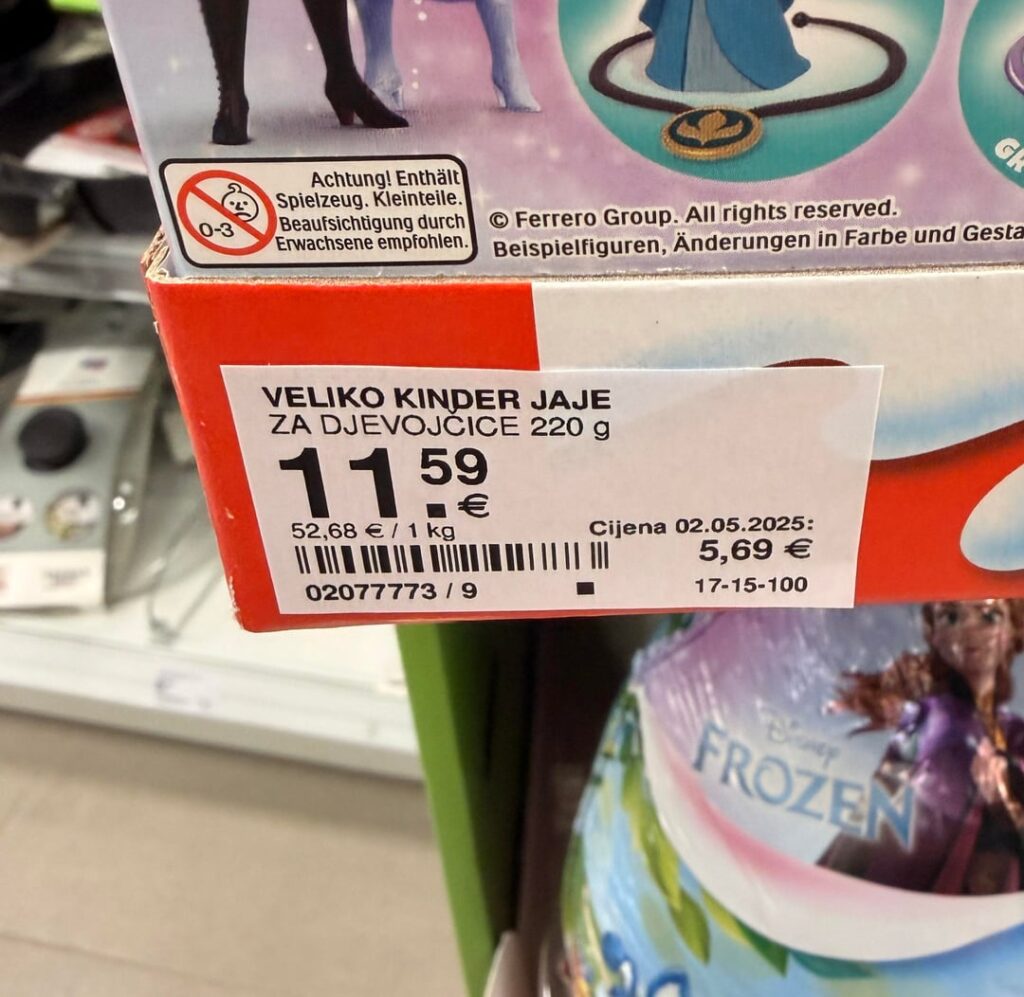 Achtung! Enthält
Spielzeug. Kleinteile.
Beaufsichtigung durch
Erwachsene empfohlen.
0-3
© Ferrero Group. All rights reserved.
Beispielfiguren, Änderungen in Farbe und Gesta
VELIKO KINDER JAJE
ZA DJEVOJČICE 220 g
11.59 €
52,68 € / 1 kg
Cijena 02.05.2025:
5,69 €
02077773 / 9
17-15-100
Disney
FROZEN